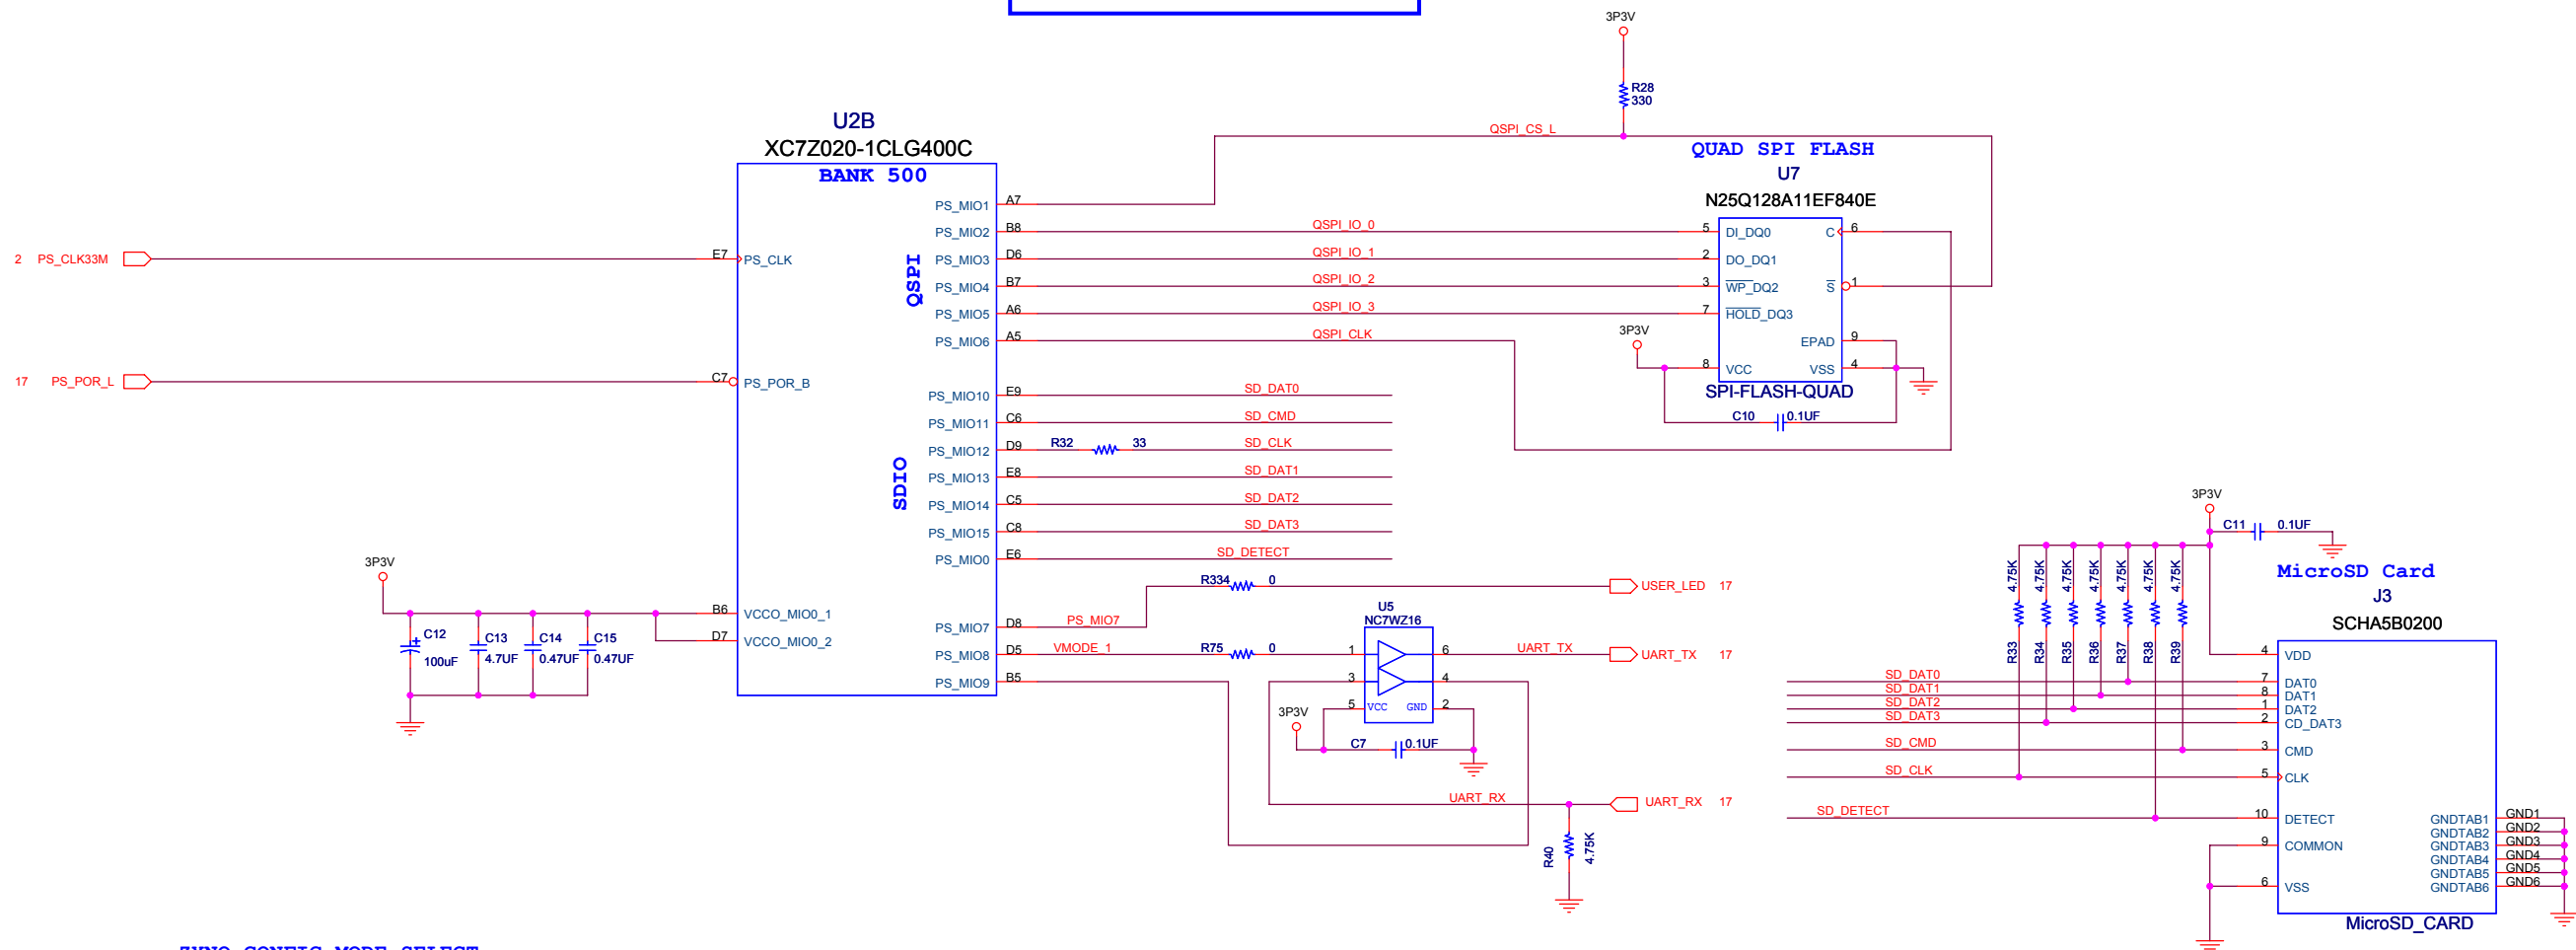 3P3V
R28
330
QSPI_CS_L
U2B
XC7Z020-1CLG400C
BANK 500
QUAD SPI FLASH
U7
N25Q128A11EF840E
PS_MIO1 A7
PS_MIO2 B8 QSPI_IO_0 5 DI_DQ0 C 6
2 PS_CLK33M E7 PS_CLK
QSPI
PS_MIO3 D6 QSPI_IO_1 2 DO_DQ1
PS_MIO4 B7 QSPI_IO_2 3 WP_DQ2 S 1
PS_MIO5 A6 QSPI_IO_3 7 HOLD_DQ3
3P3V
PS_MIO6 A5 QSPI_CLK EPAD 9
8 VCC VSS 4
17 PS_POR_L C7 PS_POR_B
SPI-FLASH-QUAD
C10 0.1UF
PS_MIO10 E9 SD_DAT0
PS_MIO11 C6 SD_CMD
PS_MIO12 D9 R32 33 SD_CLK
SDIO
PS_MIO13 E8 SD_DAT1
PS_MIO14 C5 SD_DAT2
PS_MIO15 C8 SD_DAT3
PS_MIO0 E6 SD_DETECT
3P3V
C11 0.1UF
3P3V
R334 0 USER_LED 17
4.75K 4.75K 4.75K 4.75K 4.75K 4.75K 4.75K
MicroSD Card
J3
SCHA5B0200
B6 VCCO_MIO0_1
D7 VCCO_MIO0_2
C12 100uF
C13 4.7UF
C14 0.47UF
C15 0.47UF
U5
NC7WZ16
PS_MIO7 D8 PS_MIO7
PS_MIO8 D5 VMODE_1 R75 0 1 6 UART_TX UART_TX 17
PS_MIO9 B5 3 4
5 VCC GND 2
3P3V
C7 0.1UF
R33 R34 R35 R36 R37 R38 R39
4 VDD
SD_DAT0 7 DAT0
SD_DAT1 8 DAT1
SD_DAT2 1 DAT2
SD_DAT3 2 CD_DAT3
SD_CMD 3 CMD
SD_CLK 5 CLK
UART_RX UART_RX 17
R40 4.75K
SD_DETECT 10 DETECT GNDTAB1 GND1
GNDTAB2 GND2
9 COMMON GNDTAB3 GND3
GNDTAB4 GND4
GNDTAB5 GND5
6 VSS GNDTAB6 GND6
MicroSD_CARD
ZYNQ CONFIG MODE SELECT